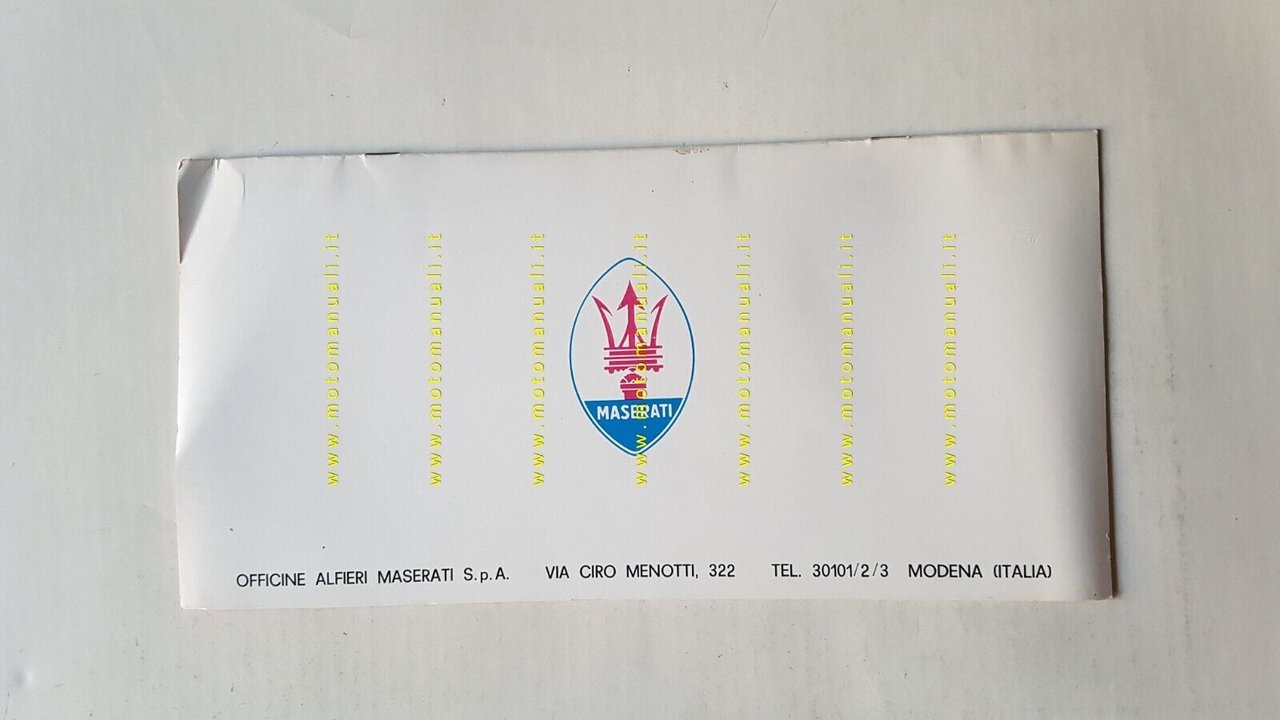 www.motomanuali.it
www.motomanuali.it
www.motomanuali.it
www.motomanuali.it
www.motomanuali.it
www.motomanuali.it
www.motomanuali.it
MASERATI
OFFICINE ALFIERI MASERATI S.p.A. VIA CIRO MENOTTI, 322 TEL. 30101/2/3 MODENA (ITALIA)